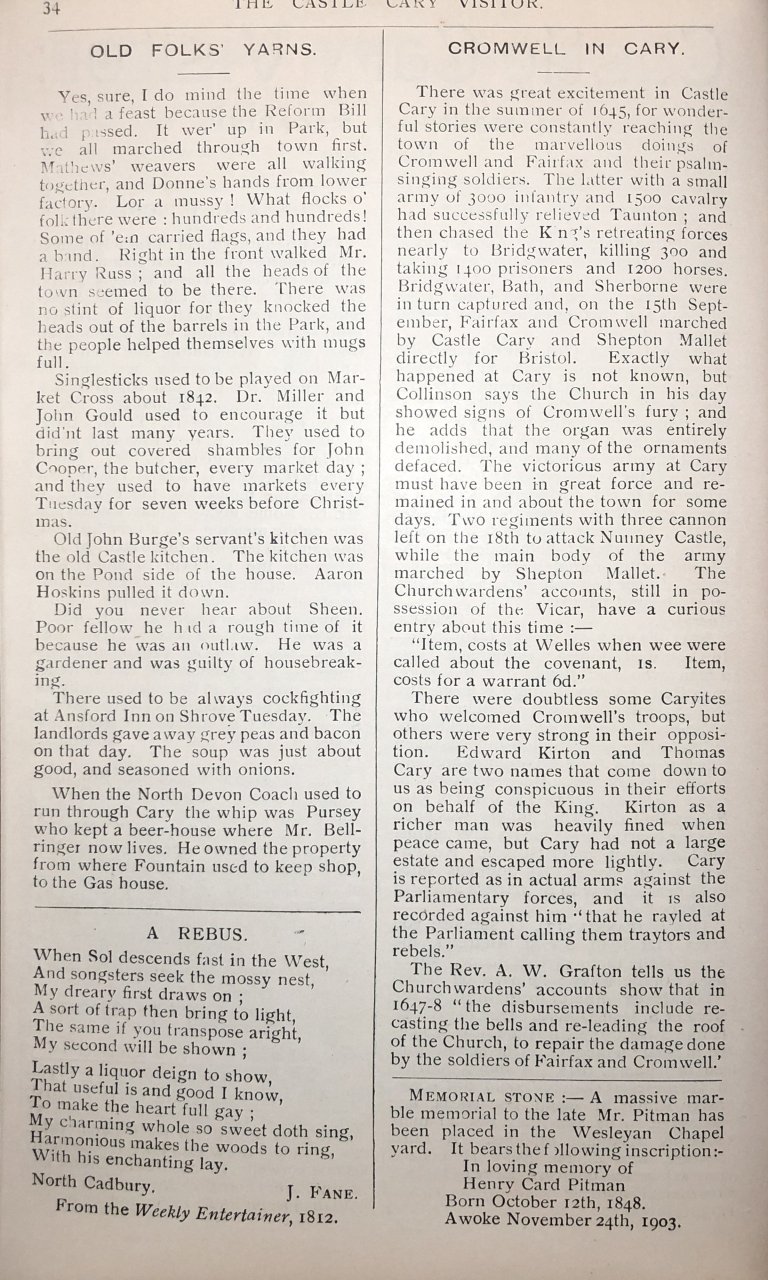 34
THE CASTLE CARY VISITOR.
OLD FOLKS' YARNS.
Yes, sure, I do mind the time when
we had a feast because the Reform Bill
had passed. It wer' up in Park, but
we all marched through town first.
Mathews' weavers were all walking
together, and Donne's hands from lower
factory. Lor a mussy ! What flocks o'
folk there were : hundreds and hundreds!
Some of 'em carried flags, and they had
a band. Right in the front walked Mr.
Harry Russ ; and all the heads of the
town seemed to be there. There was
no stint of liquor for they knocked the
heads out of the barrels in the Park, and
the people helped themselves with mugs
full.
Singlesticks used to be played on Mar-
ket Cross about 1842. Dr. Miller and
John Gould used to encourage it but
did'nt last many years. They used to
bring out covered shambles for John
Cooper, the butcher, every market day ;
and they used to have markets every
Tuesday for seven weeks before Christ-
mas.
Old John Burge's servant's kitchen was
the old Castle kitchen. The kitchen was
on the Pond side of the house. Aaron
Hoskins pulled it down.
Did you never hear about Sheen.
Poor fellow he had a rough time of it
because he was an outlaw. He was a
gardener and was guilty of housebreak-
ing.
There used to be always cockfighting
at Ansford Inn on Shrove Tuesday. The
landlords gave away grey peas and bacon
on that day. The soup was just about
good, and seasoned with onions.
When the North Devon Coach used to
run through Cary the whip was Pursey
who kept a beer-house where Mr. Bell-
ringer now lives. He owned the property
from where Fountain used to keep shop,
to the Gas house.
A REBUS.
When Sol descends fast in the West,
And songsters seek the mossy nest,
My dreary first draws on ;
A sort of trap then bring to light,
The same if you transpose aright,
My second will be shown ;
Lastly a liquor deign to show,
That useful is and good I know,
To make the heart full gay ;
My charming whole so sweet doth sing,
Harmonious makes the woods to ring,
With his enchanting lay.
North Cadbury. J. FANE.
From the Weekly Entertainer, 1812.
CROMWELL IN CARY.
There was great excitement in Castle
Cary in the summer of 1645, for wonder-
ful stories were constantly reaching the
town of the marvellous doings of
Cromwell and Fairfax and their psalm-
singing soldiers. The latter with a small
army of 3000 infantry and 1500 cavalry
had successfully relieved Taunton ; and
then chased the King's retreating forces
nearly to Bridgwater, killing 300 and
taking 1400 prisoners and 1200 horses.
Bridgwater, Bath, and Sherborne were
in turn captured and, on the 15th Sept-
ember, Fairfax and Cromwell marched
by Castle Cary and Shepton Mallet
directly for Bristol. Exactly what
happened at Cary is not known, but
Collinson says the Church in his day
showed signs of Cromwell's fury ; and
he adds that the organ was entirely
demolished, and many of the ornaments
defaced. The victorious army at Cary
must have been in great force and re-
mained in and about the town for some
days. Two regiments with three cannon
left on the 18th to attack Nunney Castle,
while the main body of the army
marched by Shepton Mallet. The
Churchwardens' accounts, still in po-
ssession of the Vicar, have a curious
entry about this time :—
"Item, costs at Welles when wee were
called about the covenant, 1s. Item,
costs for a warrant 6d."
There were doubtless some Caryites
who welcomed Cromwell's troops, but
others were very strong in their opposi-
tion. Edward Kirton and Thomas
Cary are two names that come down to
us as being conspicuous in their efforts
on behalf of the King. Kirton as a
richer man was heavily fined when
peace came, but Cary had not a large
estate and escaped more lightly. Cary
is reported as in actual arms against the
Parliamentary forces, and it is also
recorded against him "that he rayled at
the Parliament calling them traytors and
rebels."
The Rev. A. W. Grafton tells us the
Churchwardens' accounts show that in
1647-8 "the disbursements include re-
casting the bells and re-leading the roof
of the Church, to repair the damage done
by the soldiers of Fairfax and Cromwell.'
MEMORIAL STONE :— A massive mar-
ble memorial to the late Mr. Pitman has
been placed in the Wesleyan Chapel
yard. It bears the following inscription:-
In loving memory of
Henry Card Pitman
Born October 12th, 1848.
Awoke November 24th, 1903.